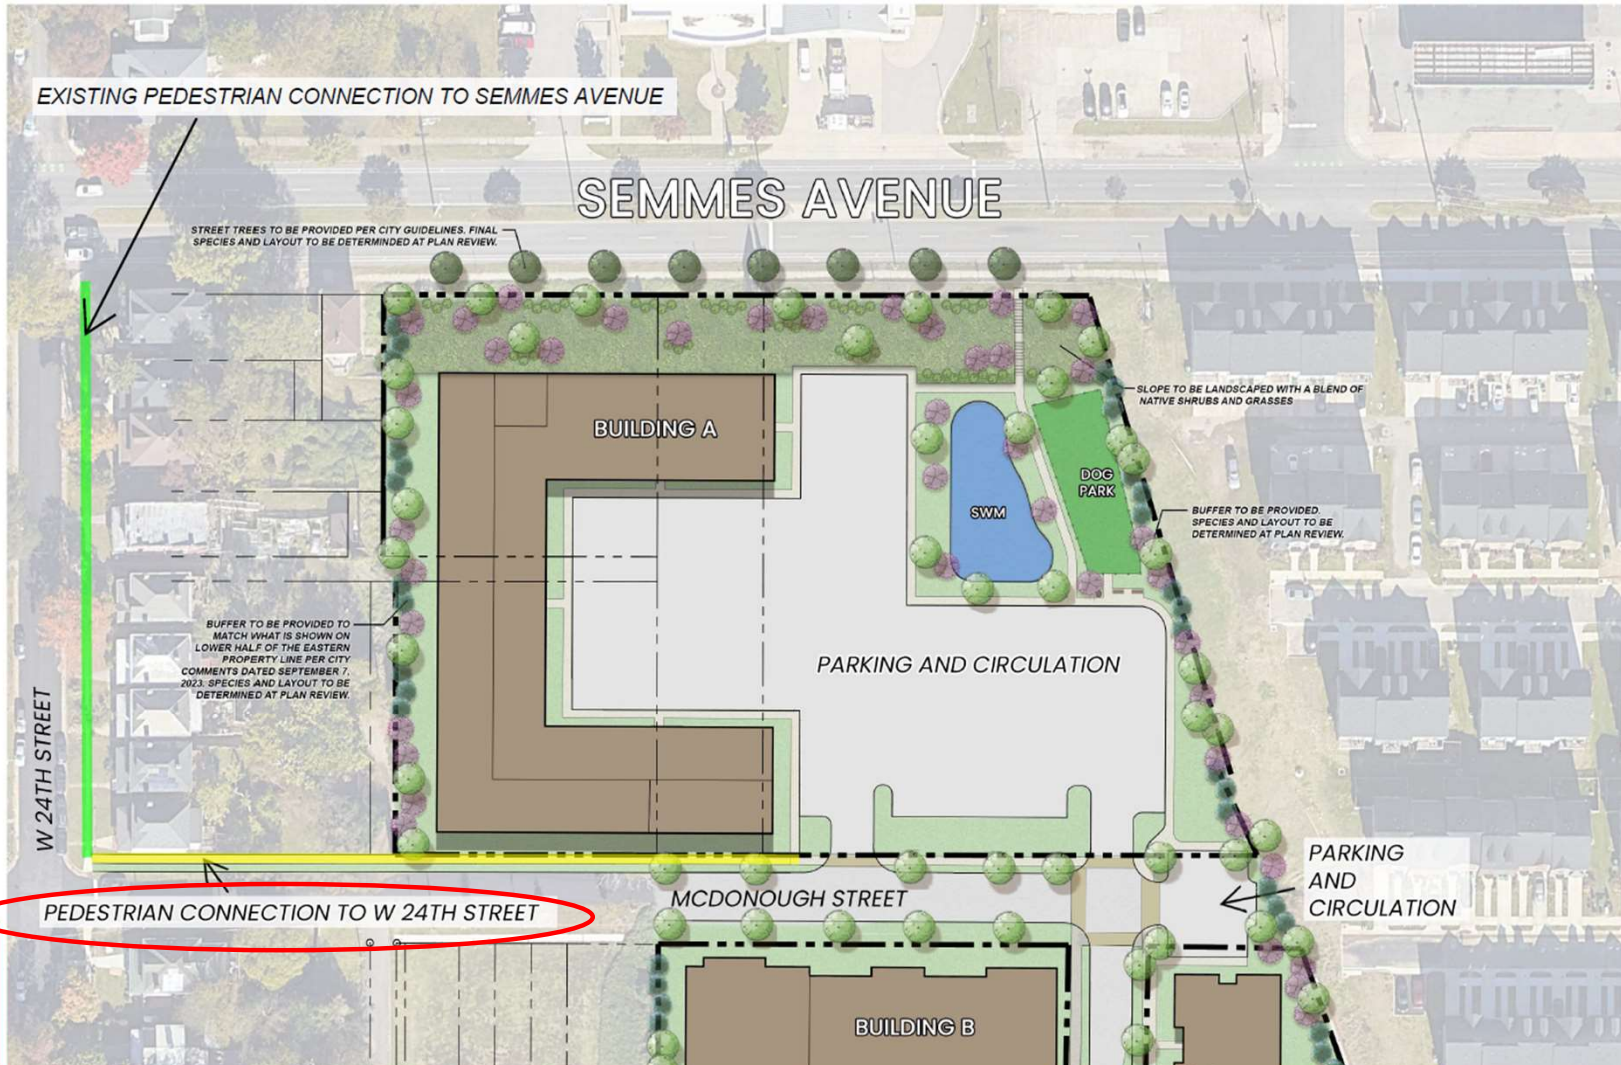 EXISTING PEDESTRIAN CONNECTION TO SEMMES AVENUE
SEMMES AVENUE
STREET TREES TO BE PROVIDED PER CITY GUIDELINES. FINAL
SPECIES AND LAYOUT TO BE DETERMINDED AT PLAN REVIEW.
SLOPE TO BE LANDSCAPED WITH A BLEND OF
NATIVE SHRUBS AND GRASSES
BUILDING A
DOG
PARK
SWM
BUFFER TO BE PROVIDED.
SPECIES AND LAYOUT TO BE
DETERMINED AT PLAN REVIEW.
BUFFER TO BE PROVIDED TO
MATCH WHAT IS SHOWN ON
LOWER HALF OF THE EASTERN
PROPERTY LINE PER CITY
COMMENTS DATED SEPTEMBER 7,
2023. SPECIES AND LAYOUT TO BE
DETERMINED AT PLAN REVIEW.
PARKING AND CIRCULATION
W 24TH STREET
PARKING
AND
CIRCULATION
MCDONOUGH STREET
PEDESTRIAN CONNECTION TO W 24TH STREET
BUILDING B